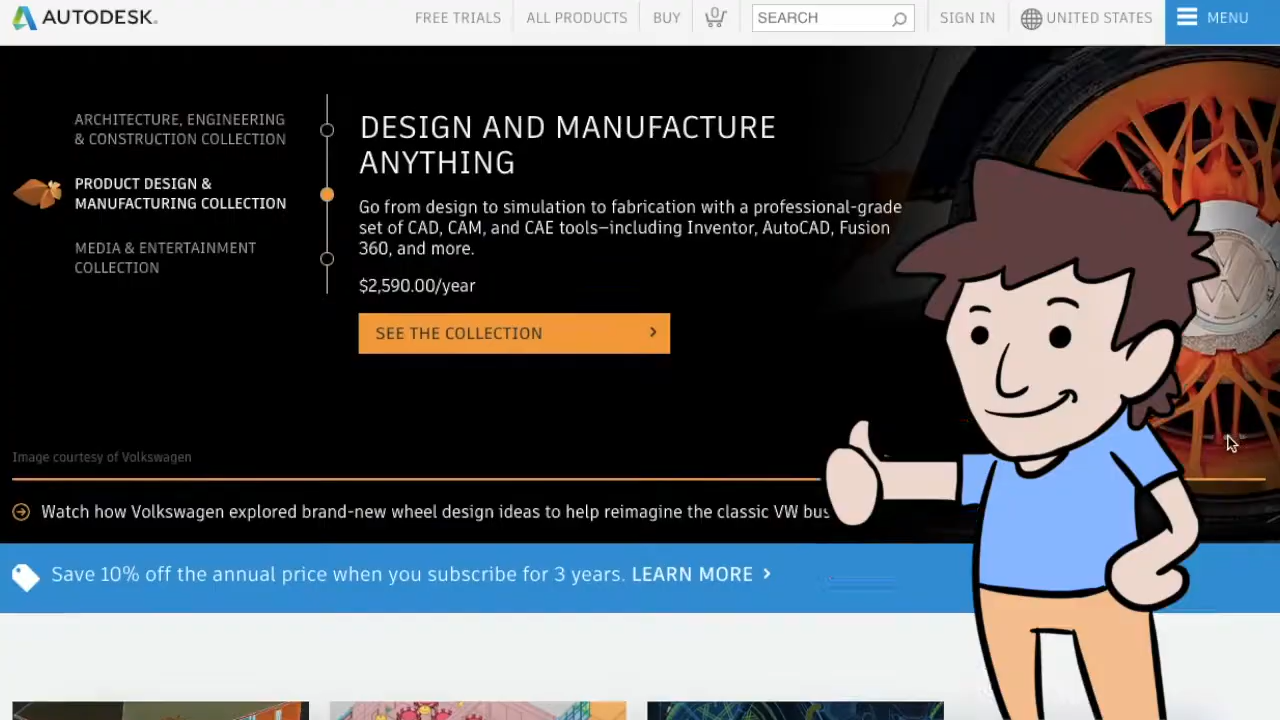 AUTODESK.
FREE TRIALS
ALL PRODUCTS
BUY
0
SEARCH
SIGN IN
UNITED STATES
MENU
ARCHITECTURE, ENGINEERING
& CONSTRUCTION COLLECTION
PRODUCT DESIGN &
MANUFACTURING COLLECTION
MEDIA & ENTERTAINMENT
COLLECTION
DESIGN AND MANUFACTURE
ANYTHING
Go from design to simulation to fabrication with a professional-grade
set of CAD, CAM, and CAE tools—including Inventor, AutoCAD, Fusion
360, and more.
$2,590.00/year
SEE THE COLLECTION
Image courtesy of Volkswagen
Watch how Volkswagen explored brand-new wheel design ideas to help reimagine the classic VW bus
Save 10% off the annual price when you subscribe for 3 years. LEARN MORE